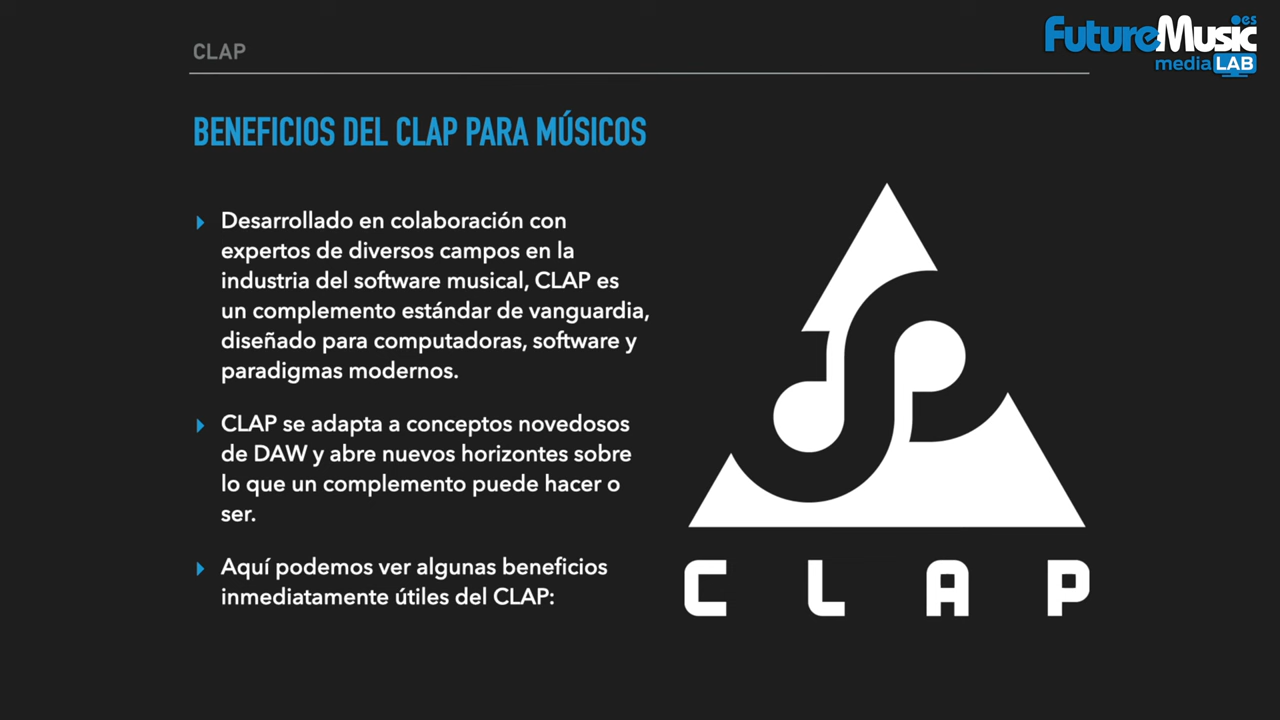 CLAP
FutureMusic.es
media LAB
BENEFICIOS DEL CLAP PARA MÚSICOS
Desarrollado en colaboración con
expertos de diversos campos en la
industria del software musical, CLAP es
un complemento estándar de vanguardia,
diseñado para computadoras, software y
paradigmas modernos.
CLAP se adapta a conceptos novedosos
de DAW y abre nuevos horizontes sobre
lo que un complemento puede hacer o
ser.
Aquí podemos ver algunas beneficios
inmediatamente útiles del CLAP:
CLAP